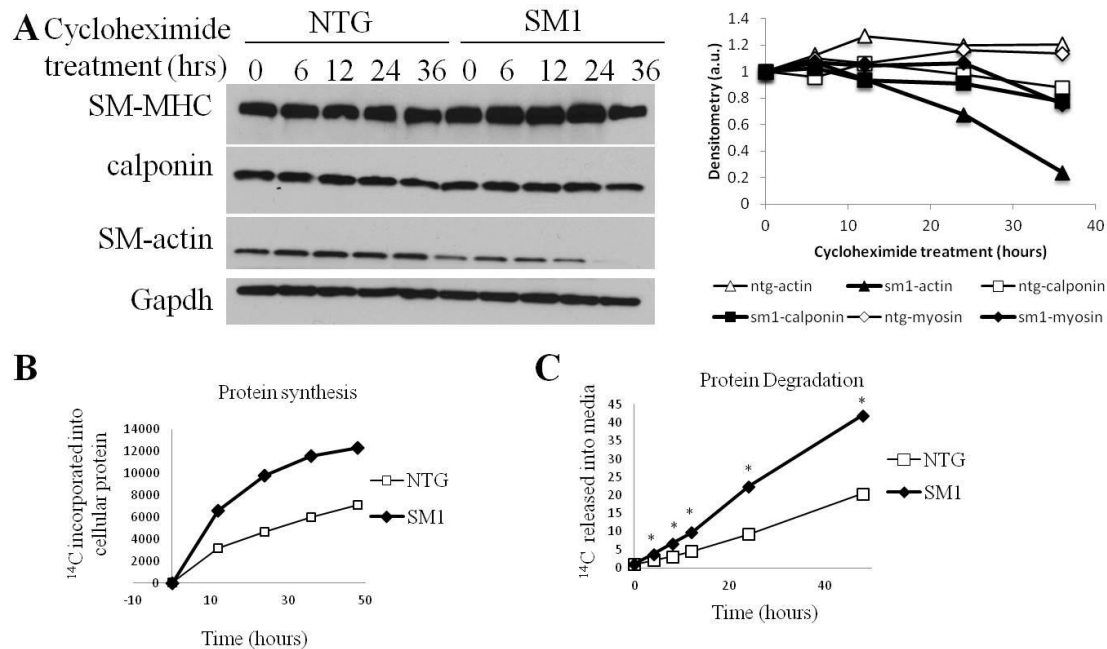 A Cycloheximide treatment (hrs)
NTG SM1
0 6 12 24 36 0 6 12 24 36
SM-MHC
calponin
SM-actin
Gapdh
Densitometry (a.u.)
1.4
1.2
1
0.8
0.6
0.4
0.2
0
0 10 20 30 40
Cycloheximide treatment (hours)
ntg-actin sm1-actin ntg-calponin
sm1-calponin ntg-myosin sm1-myosin
B
Protein synthesis
¹⁴C incorporated into
cellular protein
14000
12000
10000
8000
6000
4000
2000
0
-10 10 30 50
Time (hours)
NTG
SM1
C
Protein Degradation
¹⁴C released into media
45
40
35
30
25
20
15
10
5
0
0 20 40
* * * * *
Time (hours)
NTG
SM1